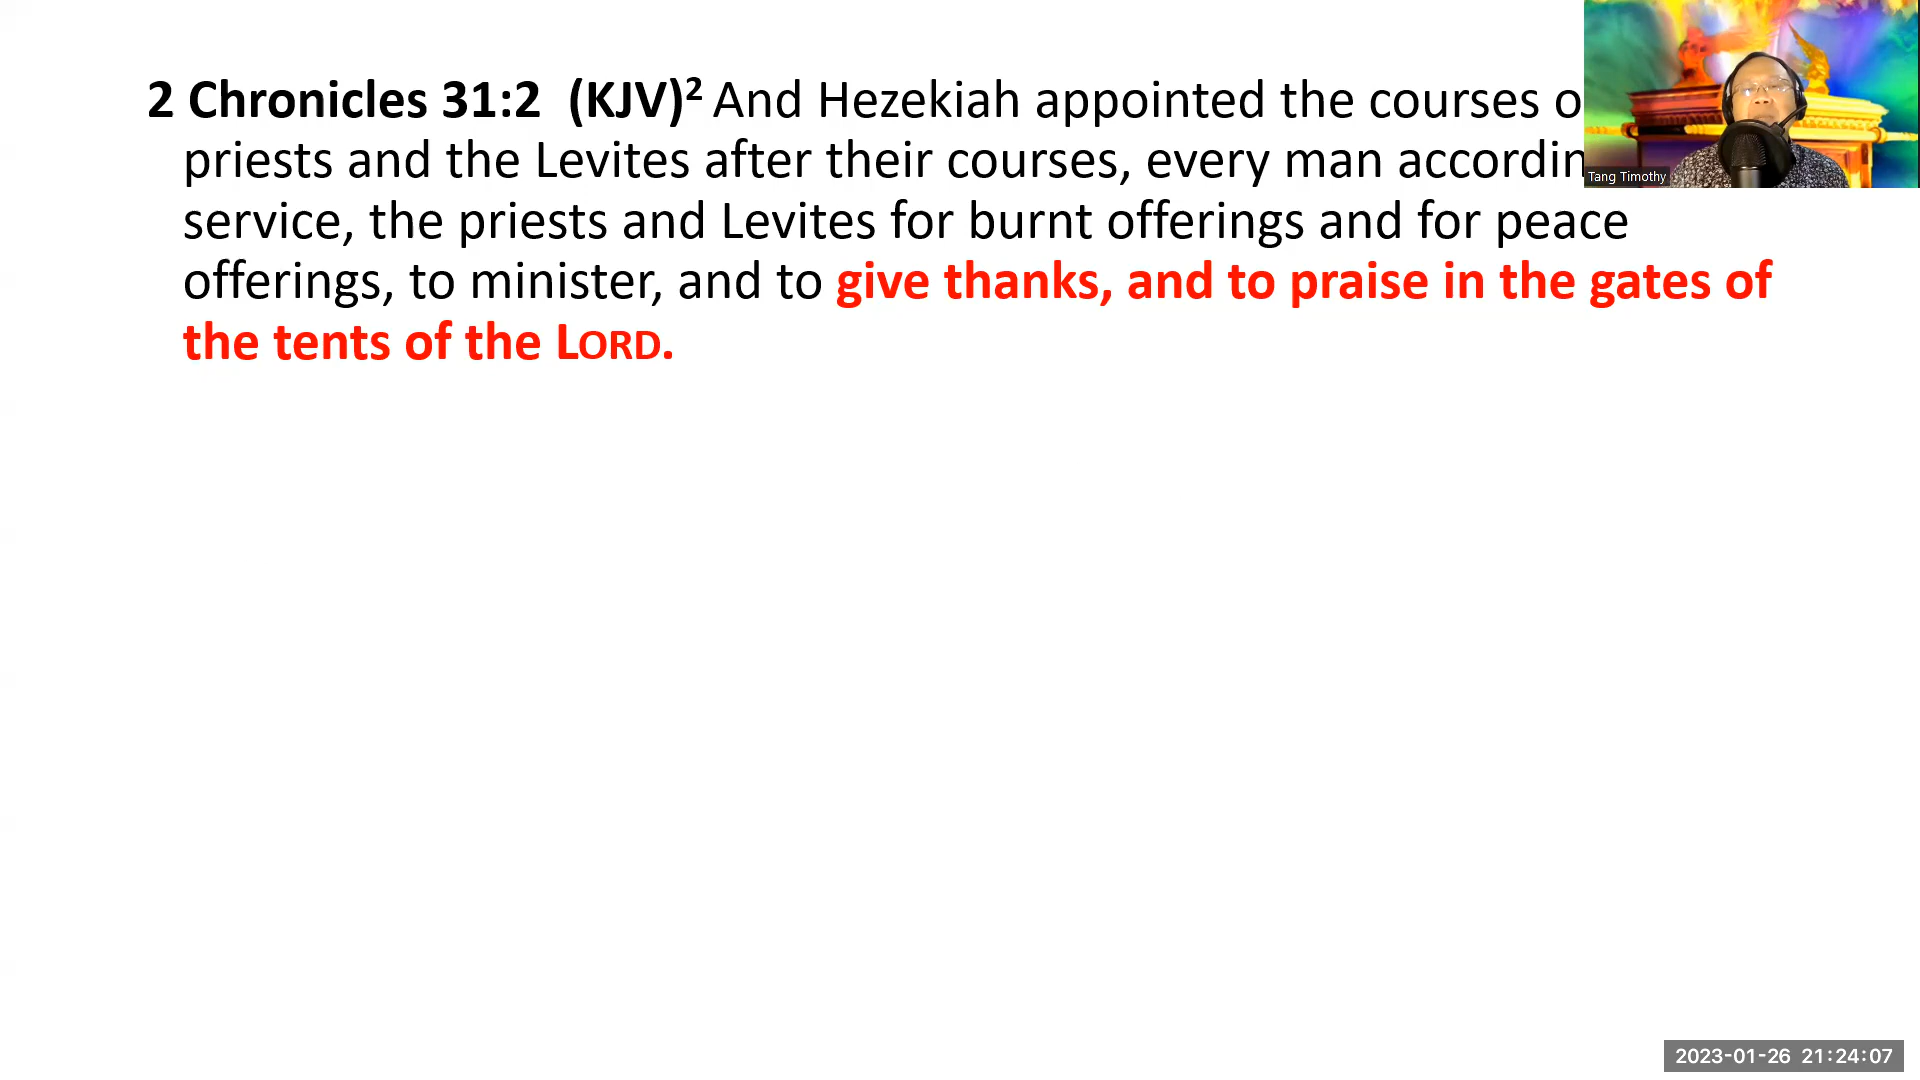 2 Chronicles 31:2 (KJV)² And Hezekiah appointed the courses
priests and the Levites after their courses, every man
service, the priests and Levites for burnt offerings and for peace
offerings, to minister, and to give thanks, and to praise in the gates of
the tents of the LORD.
Tang Timothy
2023-01-26 21:24:07